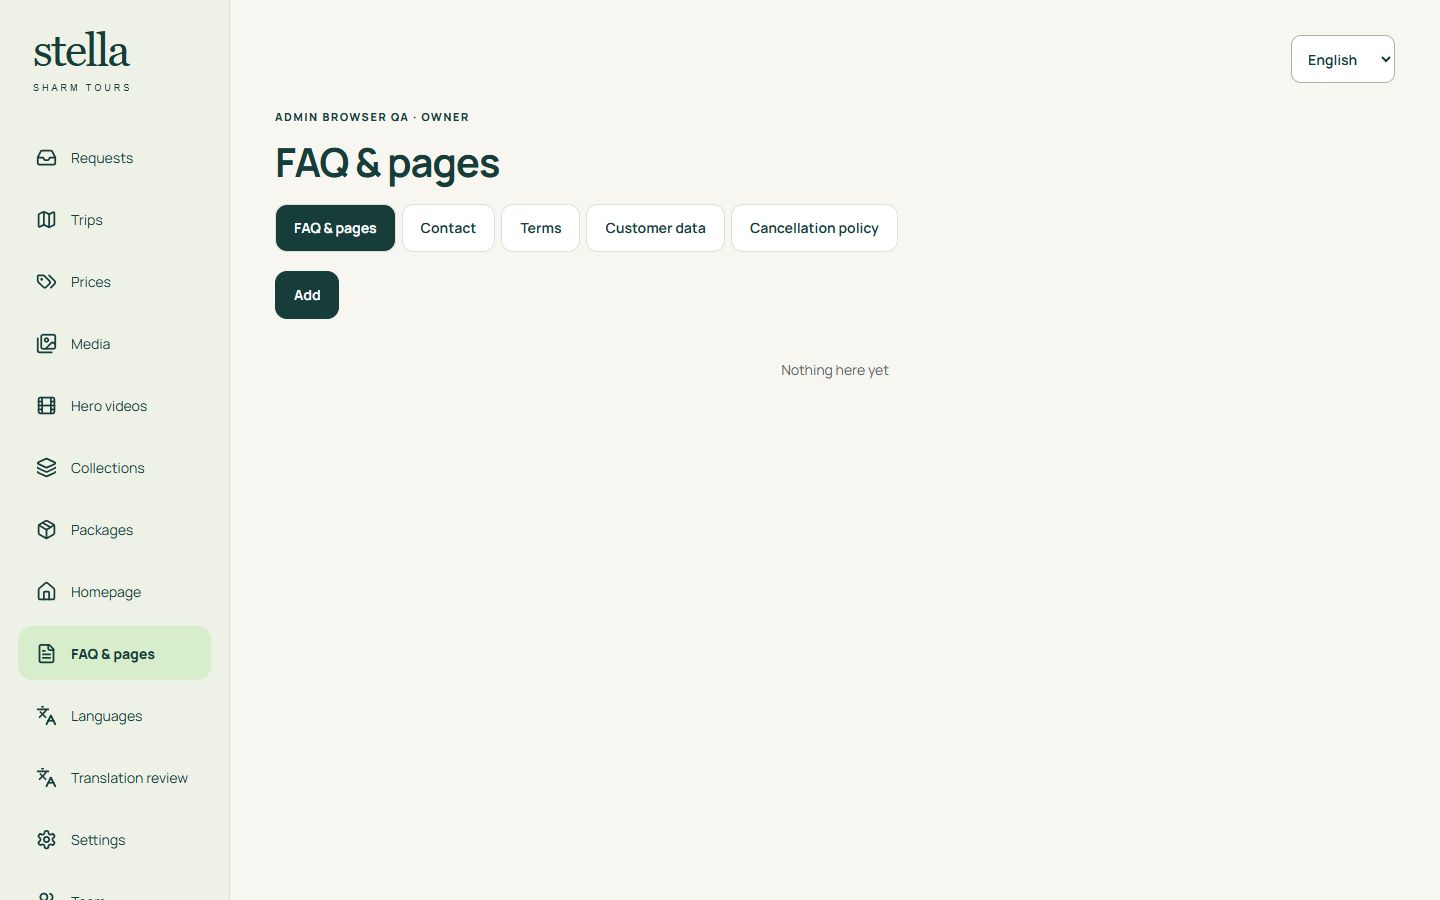 stella
SHARM TOURS
Requests
Trips
Prices
Media
Hero videos
Collections
Packages
Homepage
FAQ & pages
Languages
Translation review
Settings
English
ADMIN BROWSER QA · OWNER
FAQ & pages
FAQ & pages
Contact
Terms
Customer data
Cancellation policy
Add
Nothing here yet